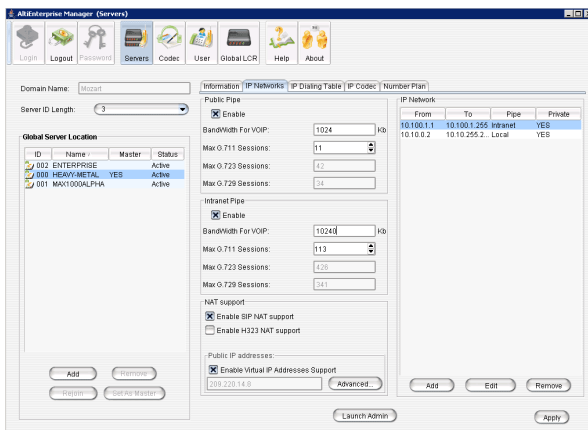 AltiEnterprise Manager (Servers)
Login Logout Password Servers Codec User Global LCR Help About
Domain Name: Mozart
Server ID Length: 3
Global Server Location
ID Name Master Status
002 ENTERPRISE Active
000 HEAVY-METAL YES Active
001 MAX1000ALPHA Active
Add Remove
Rejoin Set As Master
Information IP Networks IP Dialing Table IP Codec Number Plan
Public Pipe
Enable
BandWidth For VOIP: 1024 Kb
Max G.711 Sessions: 11
Max G.723 Sessions: 42
Max G.729 Sessions: 34
Intranet Pipe
Enable
BandWidth For VOIP: 10240 Kb
Max G.711 Sessions: 113
Max G.723 Sessions: 426
Max G.729 Sessions: 341
NAT support
Enable SIP NAT support
Enable H323 NAT support
Public IP addresses:
Enable Virtual IP Addresses Support
209.220.14.8 Advanced...
IP Network
From To Pipe Private
10.100.1.1 10.100.1.255 Intranet YES
10.10.0.2 10.10.255.2... Local YES
Add Edit Remove
Launch Admin
Apply